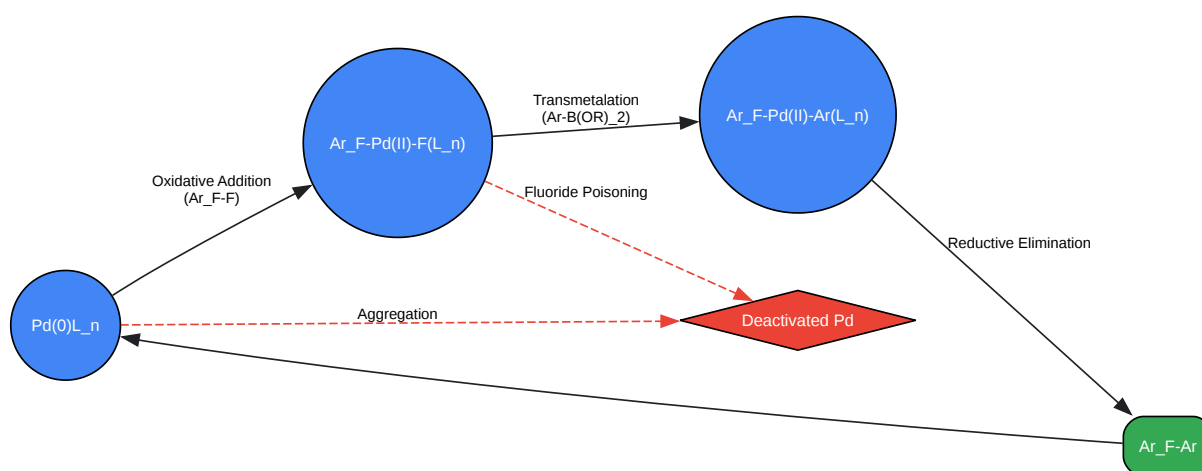 Transmetalation
(Ar-B(OR)_2)
Ar_F-Pd(II)-Ar(L_n)
Ar_F-Pd(II)-F(L_n)
Oxidative Addition
(Ar_F-F)
Fluoride Poisoning
Reductive Elimination
Pd(0)L_n
Aggregation
Deactivated Pd
Ar_F-Ar